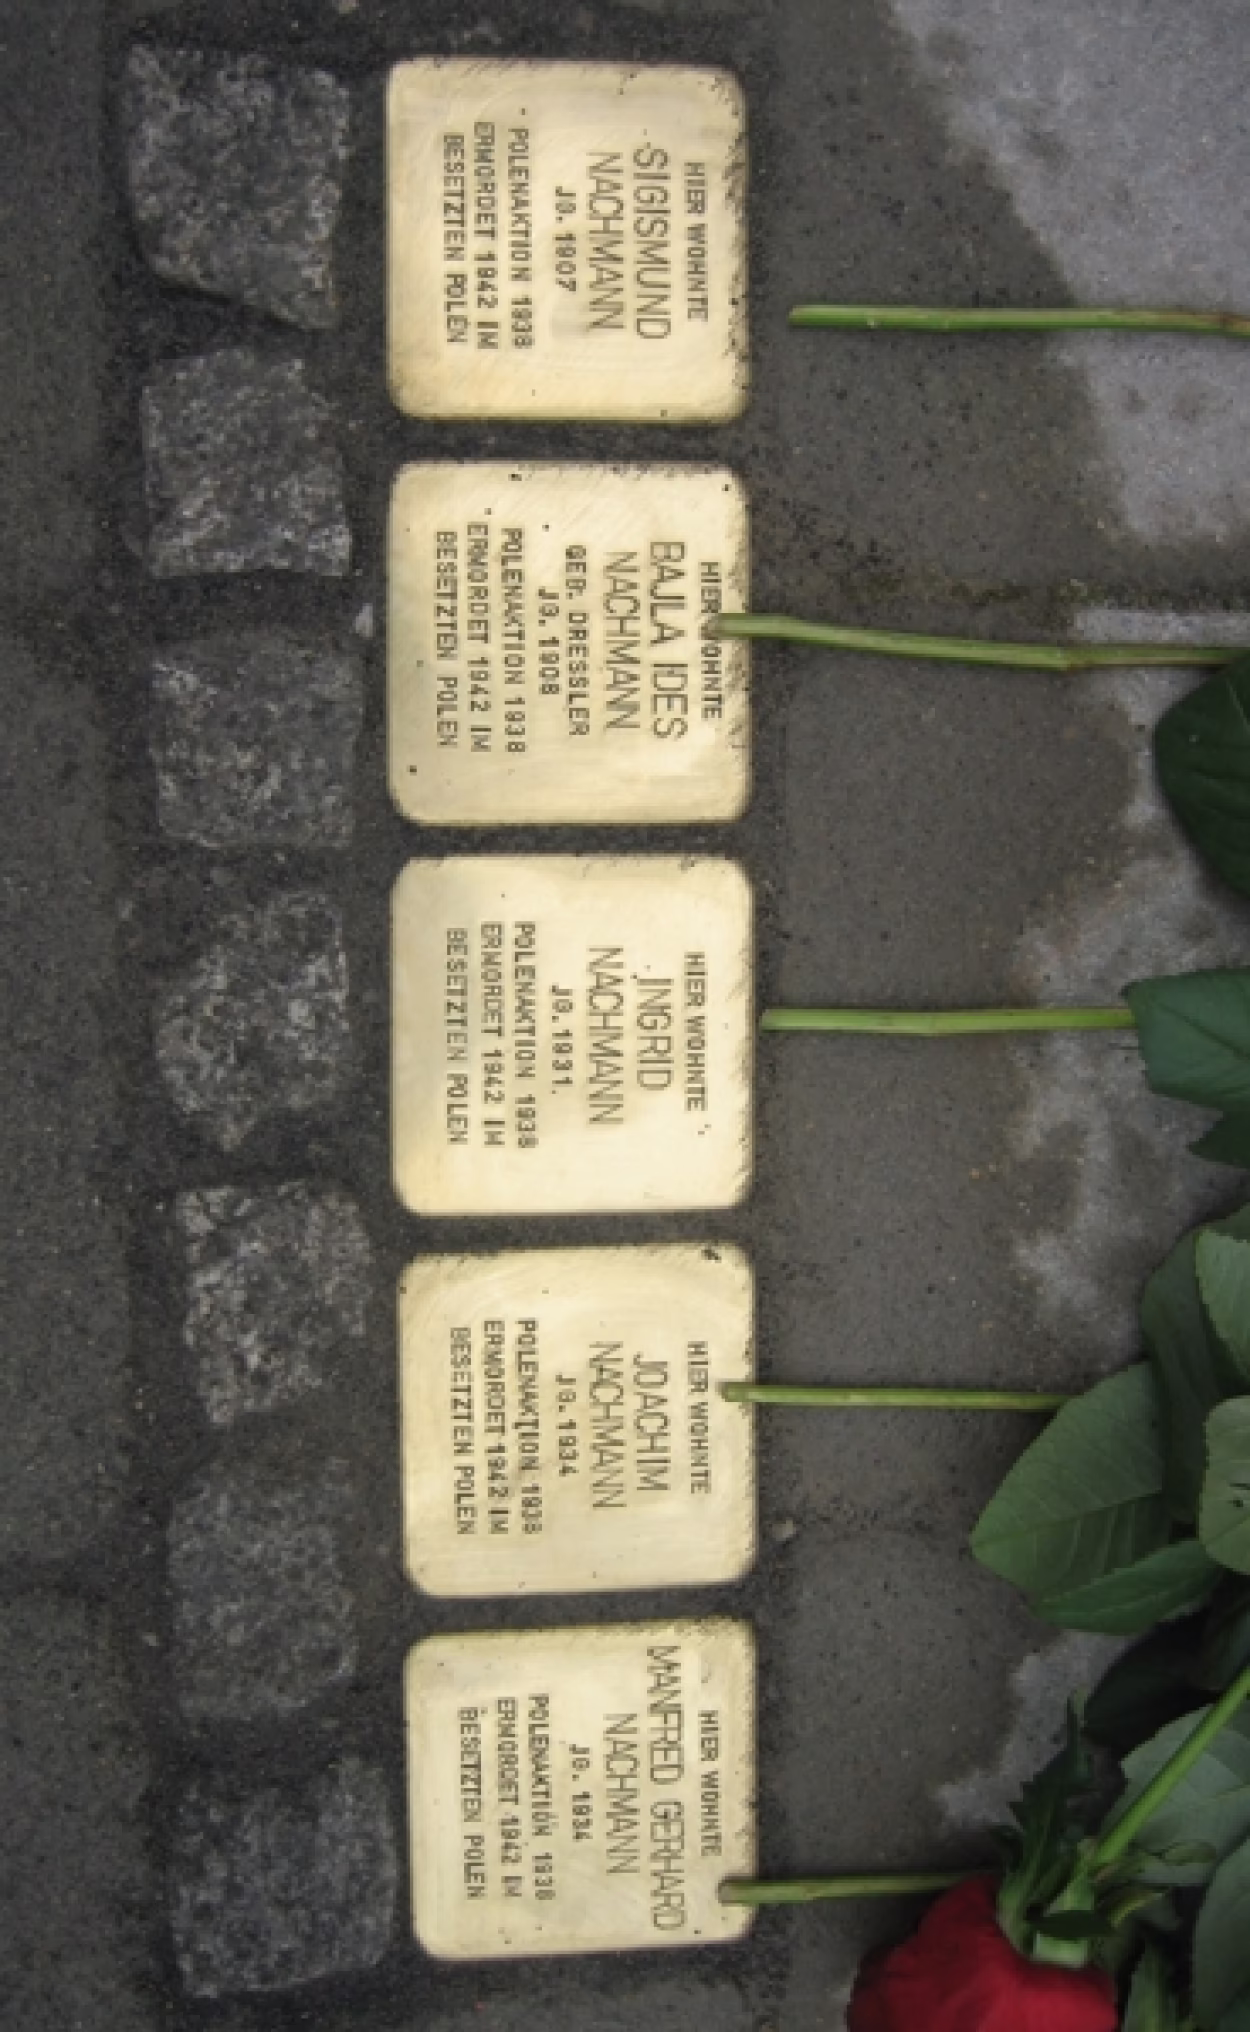 HIER WOHNTE
SIGISMUND
NACHMANN
JG. 1907
POLENAKTION 1938
ERMORDET 1942 IM
BESETZTEN POLEN
HIER WOHNTE
BAJLA IDES
NACHMANN
GEB. DRESSLER
JG. 1908
POLENAKTION 1938
ERMORDET 1942 IM
BESETZTEN POLEN
HIER WOHNTE
INGRID
NACHMANN
JG. 1931
POLENAKTION 1938
ERMORDET 1942 IM
BESETZTEN POLEN
HIER WOHNTE
JOACHIM
NACHMANN
JG. 1934
POLENAKTION 1938
ERMORDET 1942 IM
BESETZTEN POLEN
HIER WOHNTE
MANFRED GERHARD
NACHMANN
JG. 1934
POLENAKTION 1938
ERMORDET 1942 IM
BESETZTEN POLEN